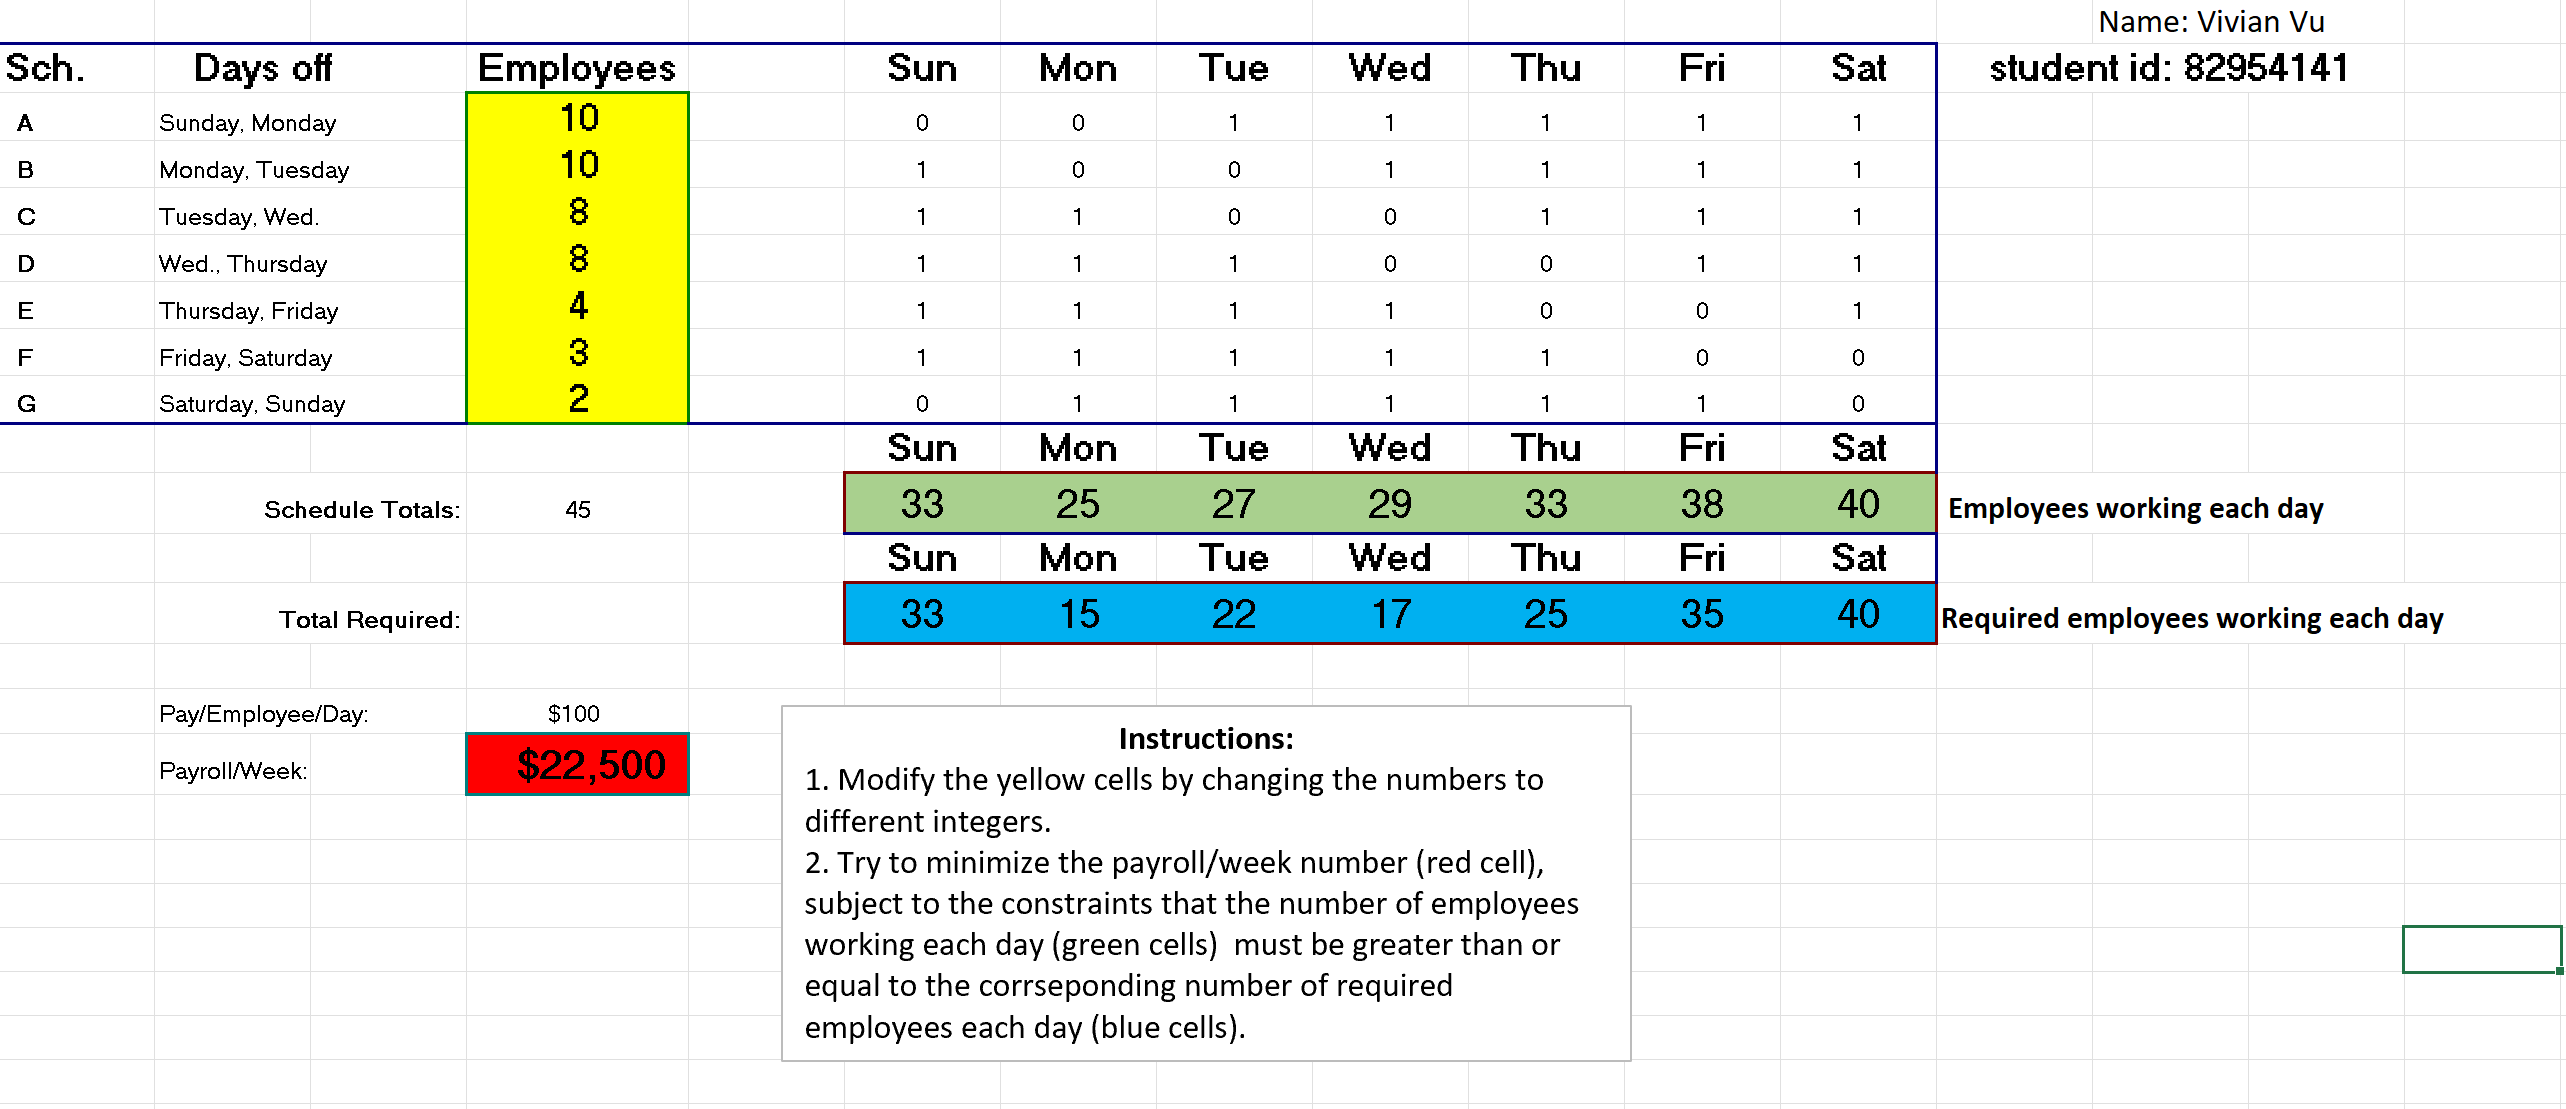 Name: Vivian Vu
Sch. Days off Employees Sun Mon Tue Wed Thu Fri Sat student id: 82954141
A Sunday, Monday 10 0 0 1 1 1 1 1
B Monday, Tuesday 10 1 0 0 1 1 1 1
C Tuesday, Wed. 8 1 1 0 0 1 1 1
D Wed., Thursday 8 1 1 1 0 0 1 1
E Thursday, Friday 4 1 1 1 1 0 0 1
F Friday, Saturday 3 1 1 1 1 1 0 0
G Saturday, Sunday 2 0 1 1 1 1 1 0
Sun Mon Tue Wed Thu Fri Sat
Schedule Totals: 45 33 25 27 29 33 38 40 Employees working each day
Sun Mon Tue Wed Thu Fri Sat
Total Required: 33 15 22 17 25 35 40 Required employees working each day
Pay/Employee/Day: $100
Payroll/Week: $22,500
Instructions:
1. Modify the yellow cells by changing the numbers to
different integers.
2. Try to minimize the payroll/week number (red cell),
subject to the constraints that the number of employees
working each day (green cells)  must be greater than or
equal to the corrseponding number of required
employees each day (blue cells).